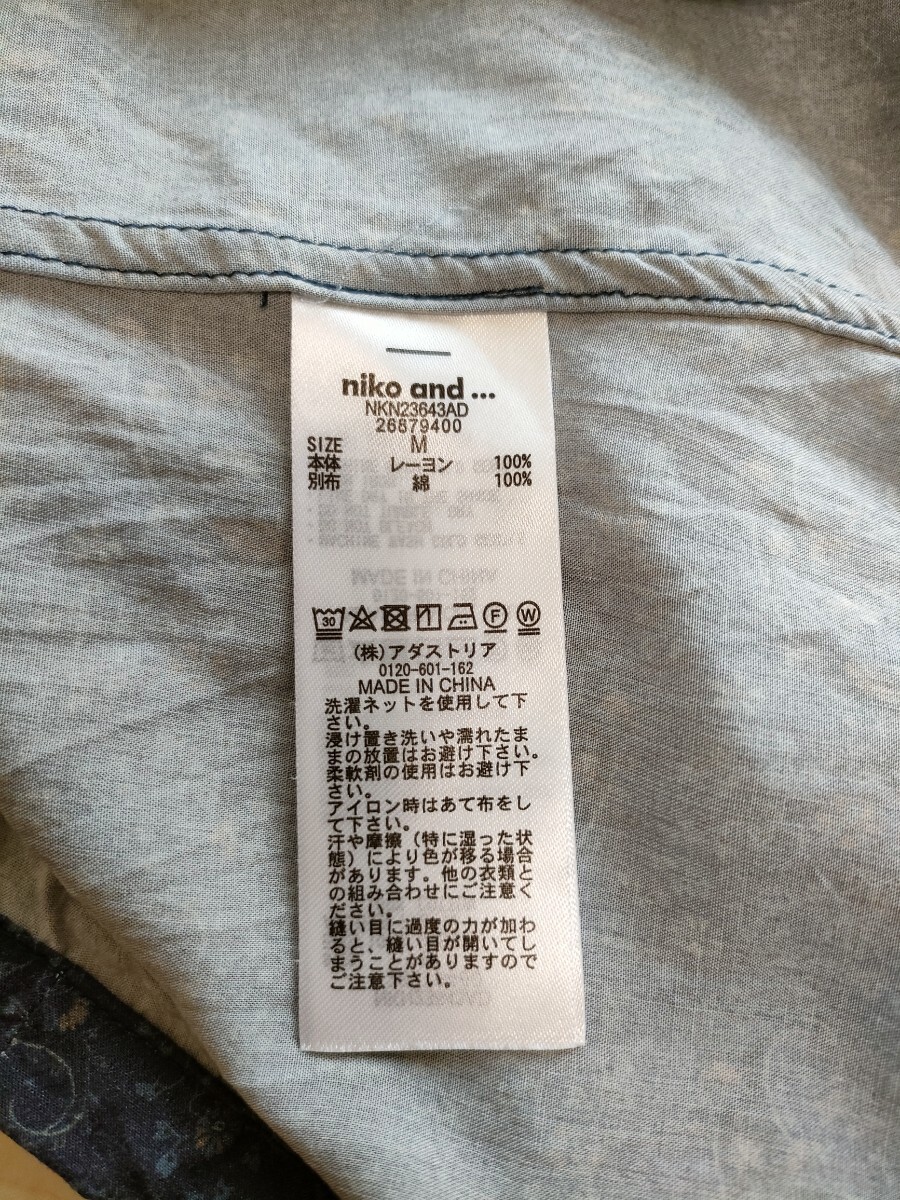 niko and ...
NKN23643AD
26879400
SIZE M
本体 レーヨン 100%
別布 綿 100%
30 F W
(株)アダストリア
0120-601-162
MADE IN CHINA
洗濯ネットを使用して下
さい。
浸け置き洗いや濡れたま
まの放置はお避け下さい。
柔軟剤の使用はお避け下
さい。
アイロン時はあて布をし
て下さい。
汗や摩擦（特に湿った状
態）により色が移る場合
があります。他の衣類と
の組み合わせにご注意く
ださい。
縫い目に過度の力が加わ
ると、縫い目が開いてし
まうことがありますので
ご注意下さい。